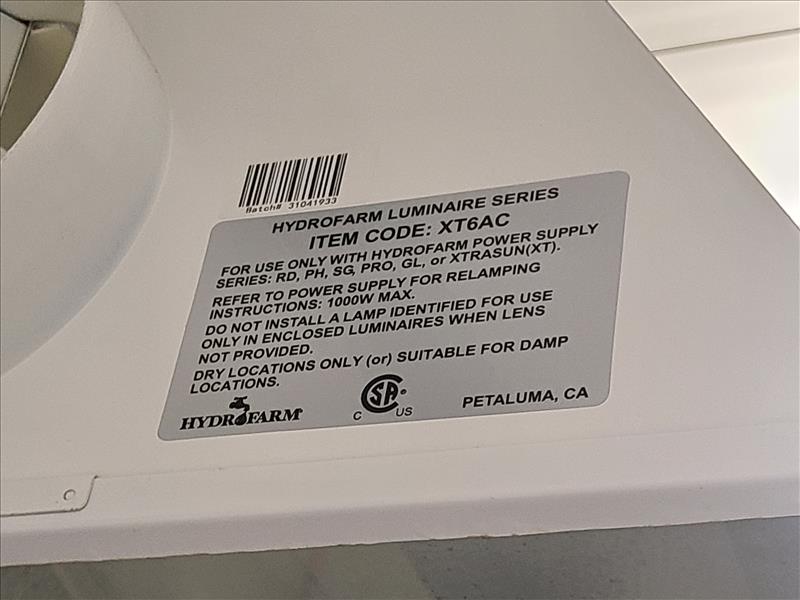 Batch# 31041933
HYDROFARM LUMINAIRE SERIES
ITEM CODE: XT6AC
FOR USE ONLY WITH HYDROFARM POWER SUPPLY
SERIES: RD, PH, SG, PRO, GL, or XTRASUN(XT).
REFER TO POWER SUPPLY FOR RELAMPING
INSTRUCTIONS: 1000W MAX.
DO NOT INSTALL A LAMP IDENTIFIED FOR USE
ONLY IN ENCLOSED LUMINAIRES WHEN LENS
NOT PROVIDED.
DRY LOCATIONS ONLY (or) SUITABLE FOR DAMP
LOCATIONS.
HYDROFARM
C SA ® US
PETALUMA, CA